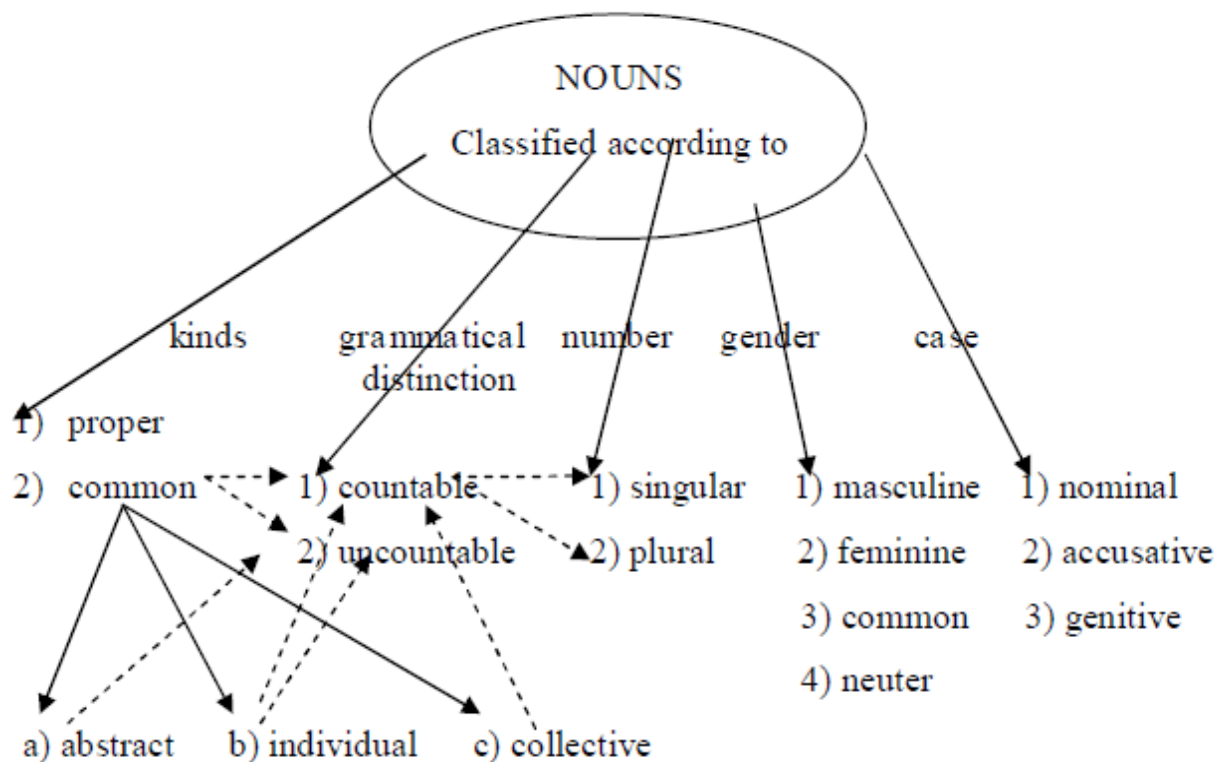 NOUNS
Classified according to
kinds grammatical number gender case
distinction
1) proper
2) common 1) countable 1) singular 1) masculine 1) nominal
2) uncountable 2) plural 2) feminine 2) accusative
3) common 3) genitive
4) neuter
a) abstract b) individual c) collective